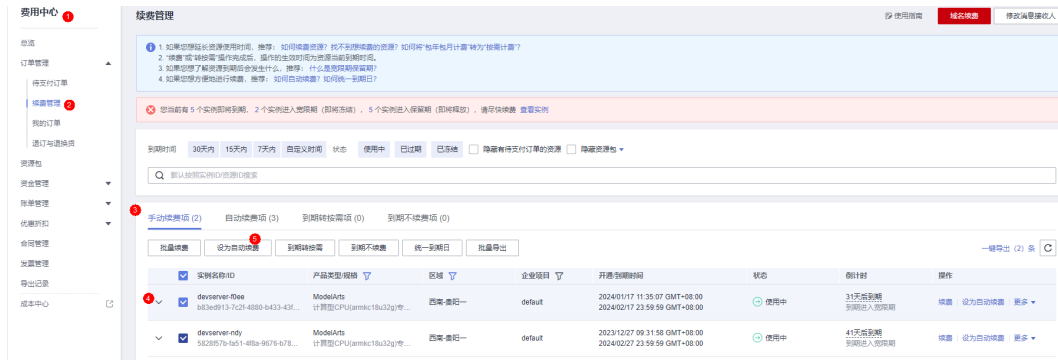 费用中心 1
总览
订单管理
待支付订单
续费管理 2
我的订单
退订与退换货
资源包
资金管理
账单管理
优惠折扣
合同管理
发票管理
导出记录
成本中心
续费管理
使用指南
域名续费
修改消息接收人
1. 如果您想延长资源使用时间，推荐： 如何续费资源? 找不到想续费的资源? 如何将“包年包月计费”转为“按需计费”?
2. “续费”或“转按需”操作完成后，操作的生效时间为资源当前到期时间。
3. 如果您想了解资源到期后会发生什么，推荐： 什么是宽限期保留期?
4. 如果您想方便地进行续费，推荐： 如何自动续费? 如何统一到期日?
您当前有 5 个实例即将到期， 2 个实例进入宽限期（即将冻结）， 5 个实例进入保留期（即将释放），请尽快续费 查看实例
到期时间 30天内 15天内 7天内 自定义时间 状态 使用中 已过期 已冻结 隐藏有待支付订单的资源 隐藏资源包
默认按照实例ID/资源ID搜索
3 手动续费项 (2) 自动续费项 (3) 到期转按需项 (0) 到期不续费项 (0)
5
批量续费 设为自动续费 到期转按需 到期不续费 统一到期日 批量导出 一键导出（2）条
实例名称/ID 产品类型/规格 区域 企业项目 开通/到期时间 状态 倒计时 操作
4
devserver-f0ee ModelArts 西南-贵阳一 default 2024/01/17 11:35:07 GMT+08:00 使用中 31天后到期 续费 设为自动续费 更多
b83ed913-7c2f-4880-b433-43f... 计算型CPU(armkc18u32g)专... 2024/02/17 23:59:59 GMT+08:00 到期进入宽限期
devserver-ndy ModelArts 西南-贵阳一 default 2023/12/27 09:31:58 GMT+08:00 使用中 41天后到期 续费 设为自动续费 更多
5828f57b-fa51-4f8a-9676-b78... 计算型CPU(armkc18u32g)专... 2024/02/27 23:59:59 GMT+08:00 到期进入宽限期